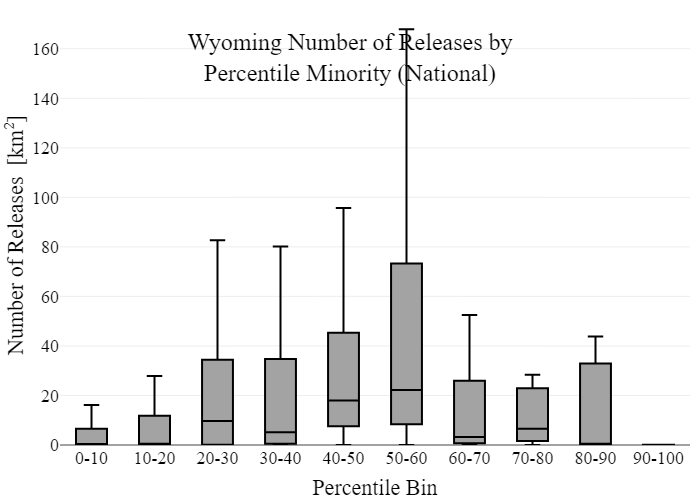 Wyoming Number of Releases by
Percentile Minority (National)
Number of Releases [km²]
160
140
120
100
80
60
40
20
0
0-10 10-20 20-30 30-40 40-50 50-60 60-70 70-80 80-90 90-100
Percentile Bin